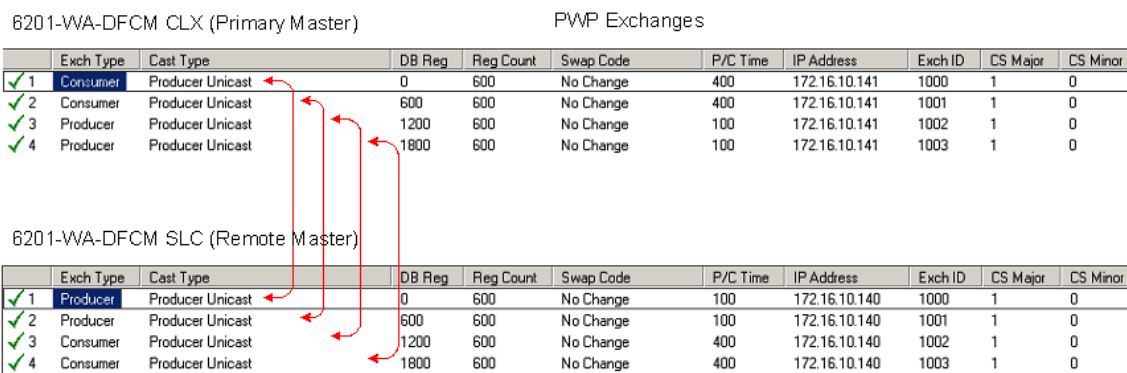 6201-WA-DFCM CLX (Primary Master) PWP Exchanges
Exch Type Cast Type DB Reg Reg Count Swap Code P/C Time IP Address Exch ID CS Major CS Minor
1 Consumer Producer Unicast 0 600 No Change 400 172.16.10.141 1000 1 0
2 Consumer Producer Unicast 600 600 No Change 400 172.16.10.141 1001 1 0
3 Producer Producer Unicast 1200 600 No Change 100 172.16.10.141 1002 1 0
4 Producer Producer Unicast 1800 600 No Change 100 172.16.10.141 1003 1 0
6201-WA-DFCM SLC (Remote Master)
Exch Type Cast Type DB Reg Reg Count Swap Code P/C Time IP Address Exch ID CS Major CS Minor
1 Producer Producer Unicast 0 600 No Change 100 172.16.10.140 1000 1 0
2 Producer Producer Unicast 600 600 No Change 100 172.16.10.140 1001 1 0
3 Consumer Producer Unicast 1200 600 No Change 400 172.16.10.140 1002 1 0
4 Consumer Producer Unicast 1800 600 No Change 400 172.16.10.140 1003 1 0